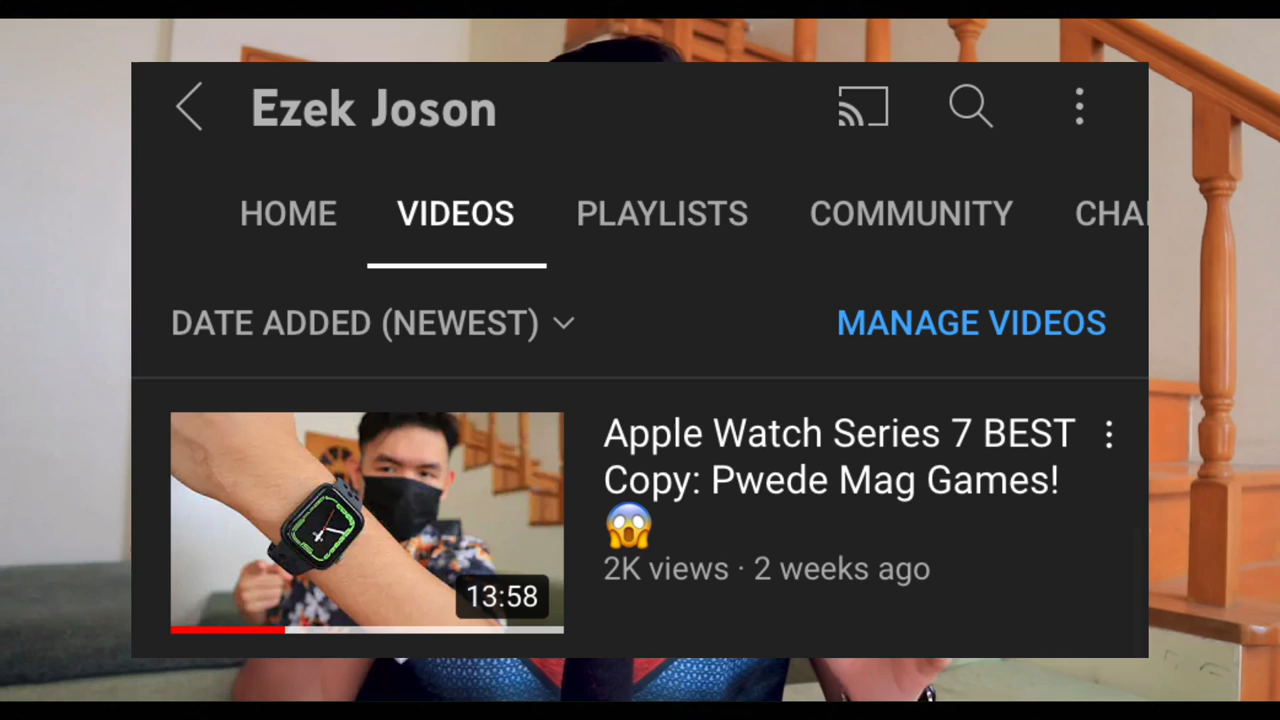 Ezek Joson
HOME VIDEOS PLAYLISTS COMMUNITY CHA
DATE ADDED (NEWEST) MANAGE VIDEOS
Apple Watch Series 7 BEST
Copy: Pwede Mag Games!
😱
2K views · 2 weeks ago
13:58